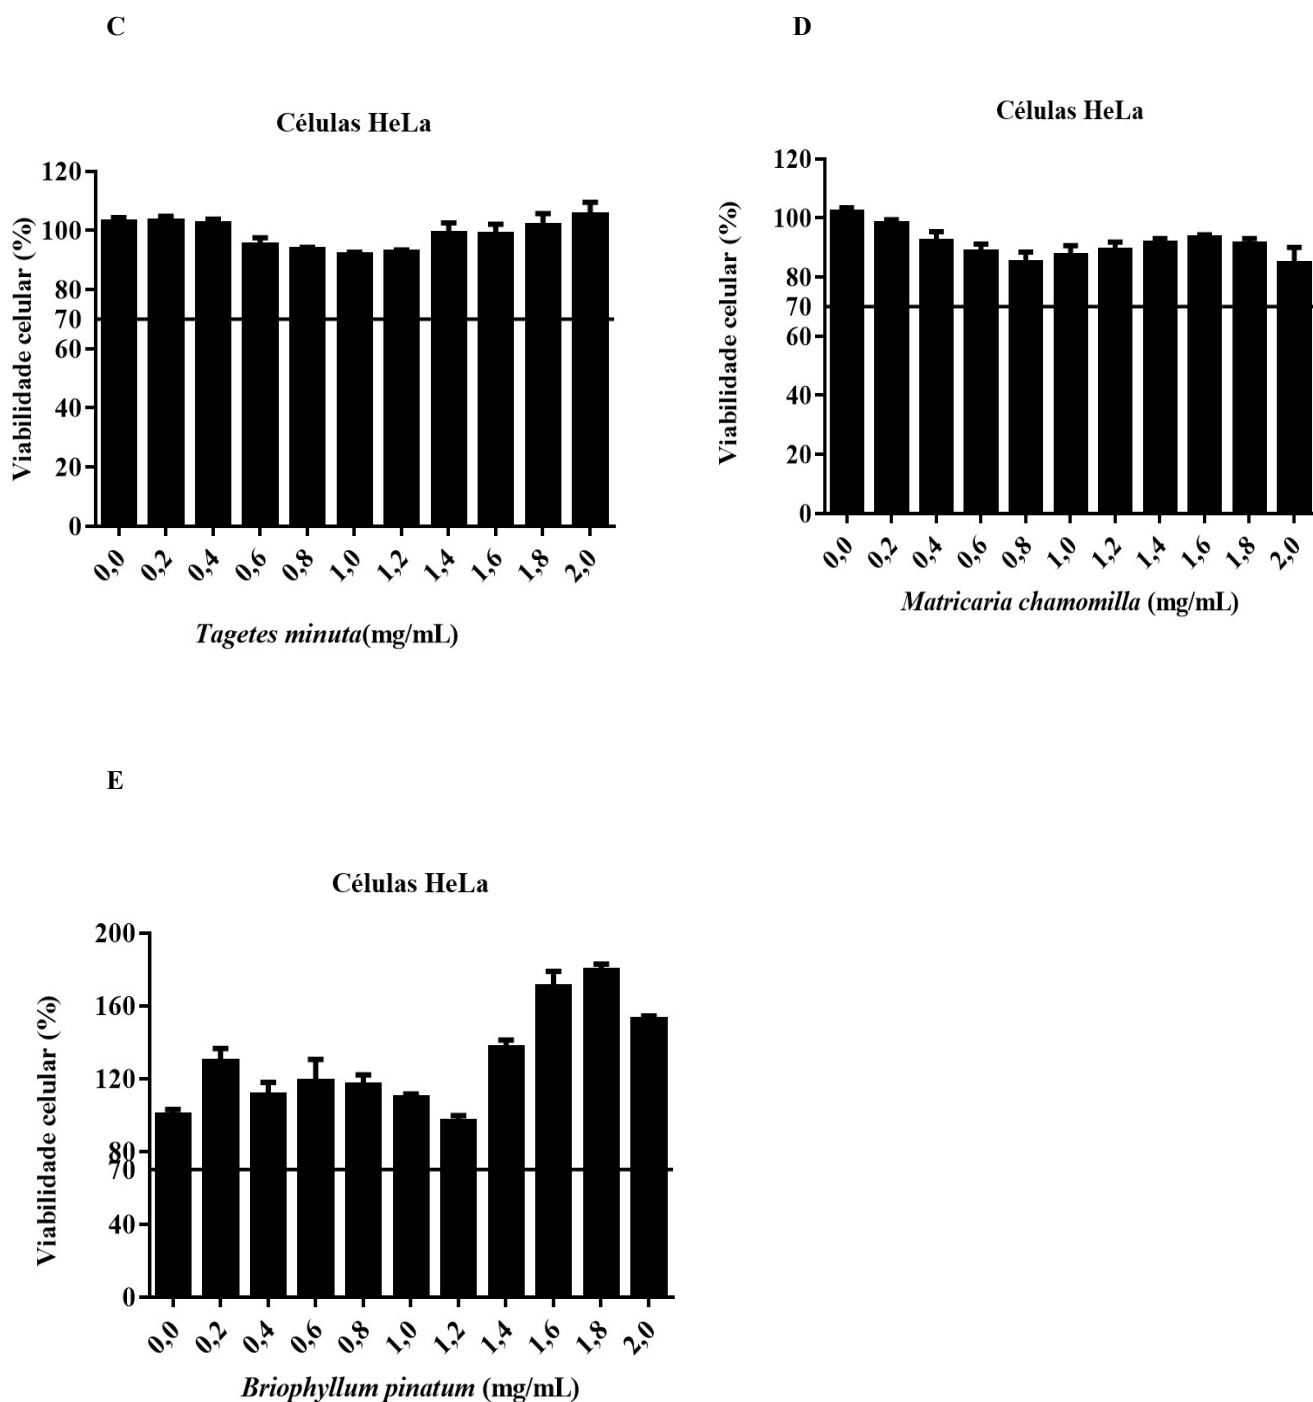 C
D
Células HeLa
Viabilidade celular (%)
120
100
80
70
60
40
20
0
0,0 0,2 0,4 0,6 0,8 1,0 1,2 1,4 1,6 1,8 2,0
Tagetes minuta(mg/mL)
Células HeLa
Viabilidade celular (%)
120
100
80
70
60
40
20
0
0,0 0,2 0,4 0,6 0,8 1,0 1,2 1,4 1,6 1,8 2,0
Matricaria chamomilla (mg/mL)
E
Células HeLa
Viabilidade celular (%)
200
160
120
80
70
40
0
0,0 0,2 0,4 0,6 0,8 1,0 1,2 1,4 1,6 1,8 2,0
Briophyllum pinatum (mg/mL)